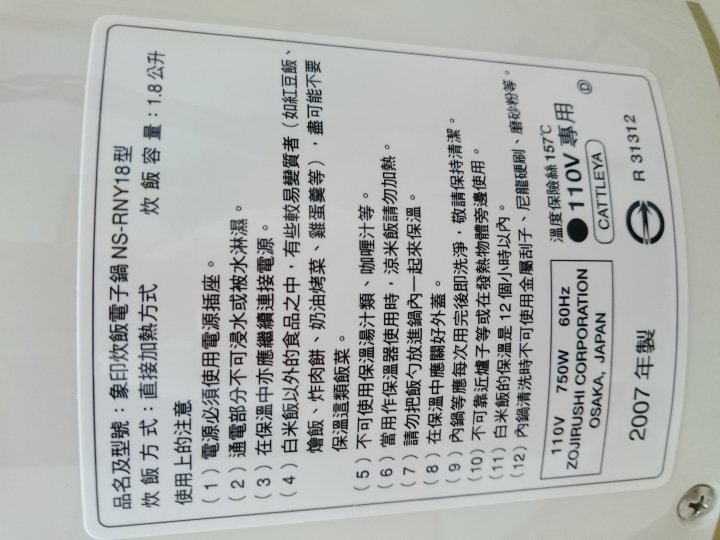 品名及型號：象印炊飯電子鍋 NS-RNY18型
炊飯方式：直接加熱方式 炊飯容量：1.8公升
使用上的注意
（1）電源必須使用電源插座。
（2）通電部分不可浸水或被水淋濕。
（3）在保溫中亦應繼續連接電源。
（4）白米飯以外的食品之中，有些較易變質者（如紅豆飯、
燴飯、炸肉餅、奶油烤菜、雞蛋羹等），盡可能不要
保溫這類飯菜。
（5）不可使用保溫湯汁類、咖喱汁等。
（6）當用作保溫器使用時，涼米飯請勿加熱。
（7）請勿把飯勺放進鍋內一起來保溫。
（8）在保溫中應關好外蓋。
（9）內鍋等應每次用完後即洗淨，敬請保持清潔。
（10）不可靠近爐子等或在發熱物體旁邊使用。
（11）白米飯的保溫是12個小時以內。
（12）內鍋清洗時不可使用金屬刮子、尼龍硬刷、磨砂粉等。
110V 750W 60Hz
ZOJIRUSHI CORPORATION
OSAKA, JAPAN
2007年製
溫度保險絲157℃
●110V專用
CATTLEYA
D
R 31312